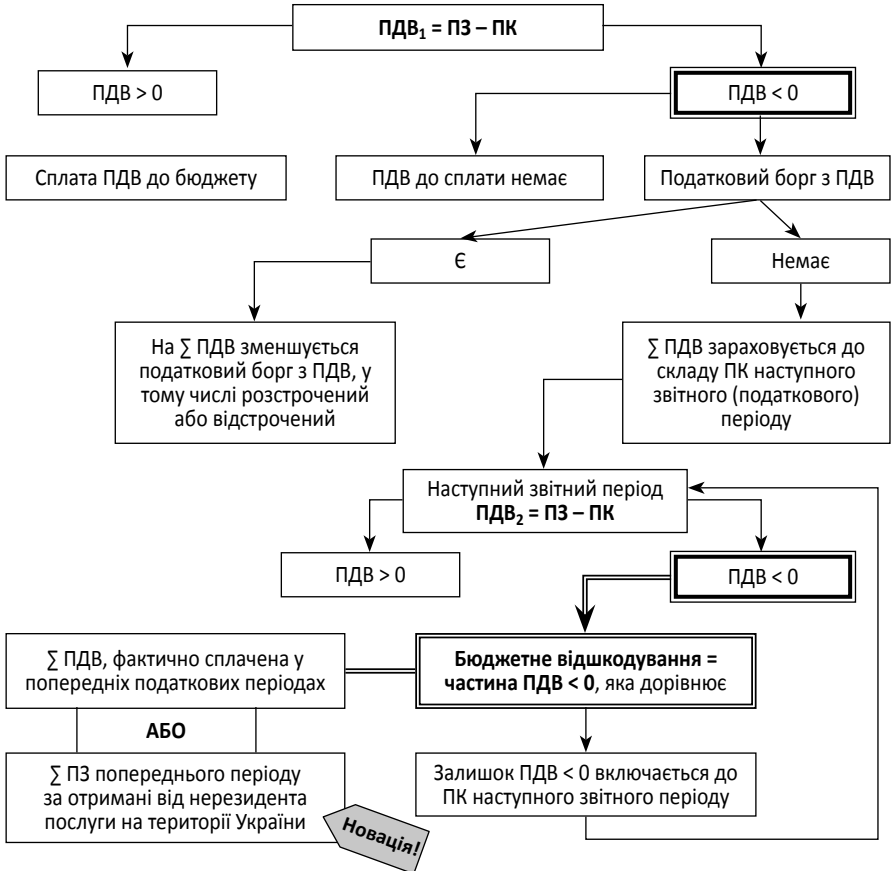 ПДВ₁ = ПЗ – ПК
ПДВ > 0
ПДВ < 0
Сплата ПДВ до бюджету
ПДВ до сплати немає
Податковий борг з ПДВ
Є
Немає
На ∑ ПДВ зменшується
податковий борг з ПДВ, у
тому числі розстрочений
або відстрочений
∑ ПДВ зараховується до
складу ПК наступного
звітного (податкового)
періоду
Наступний звітний період
ПДВ₂ = ПЗ – ПК
ПДВ > 0
ПДВ < 0
∑ ПДВ, фактично сплачена у
попередніх податкових періодах
Бюджетне відшкодування =
частина ПДВ < 0, яка дорівнює
АБО
∑ ПЗ попереднього періоду
за отримані від нерезидента
послуги на території України
Новація!
Залишок ПДВ < 0 включається до
ПК наступного звітного періоду